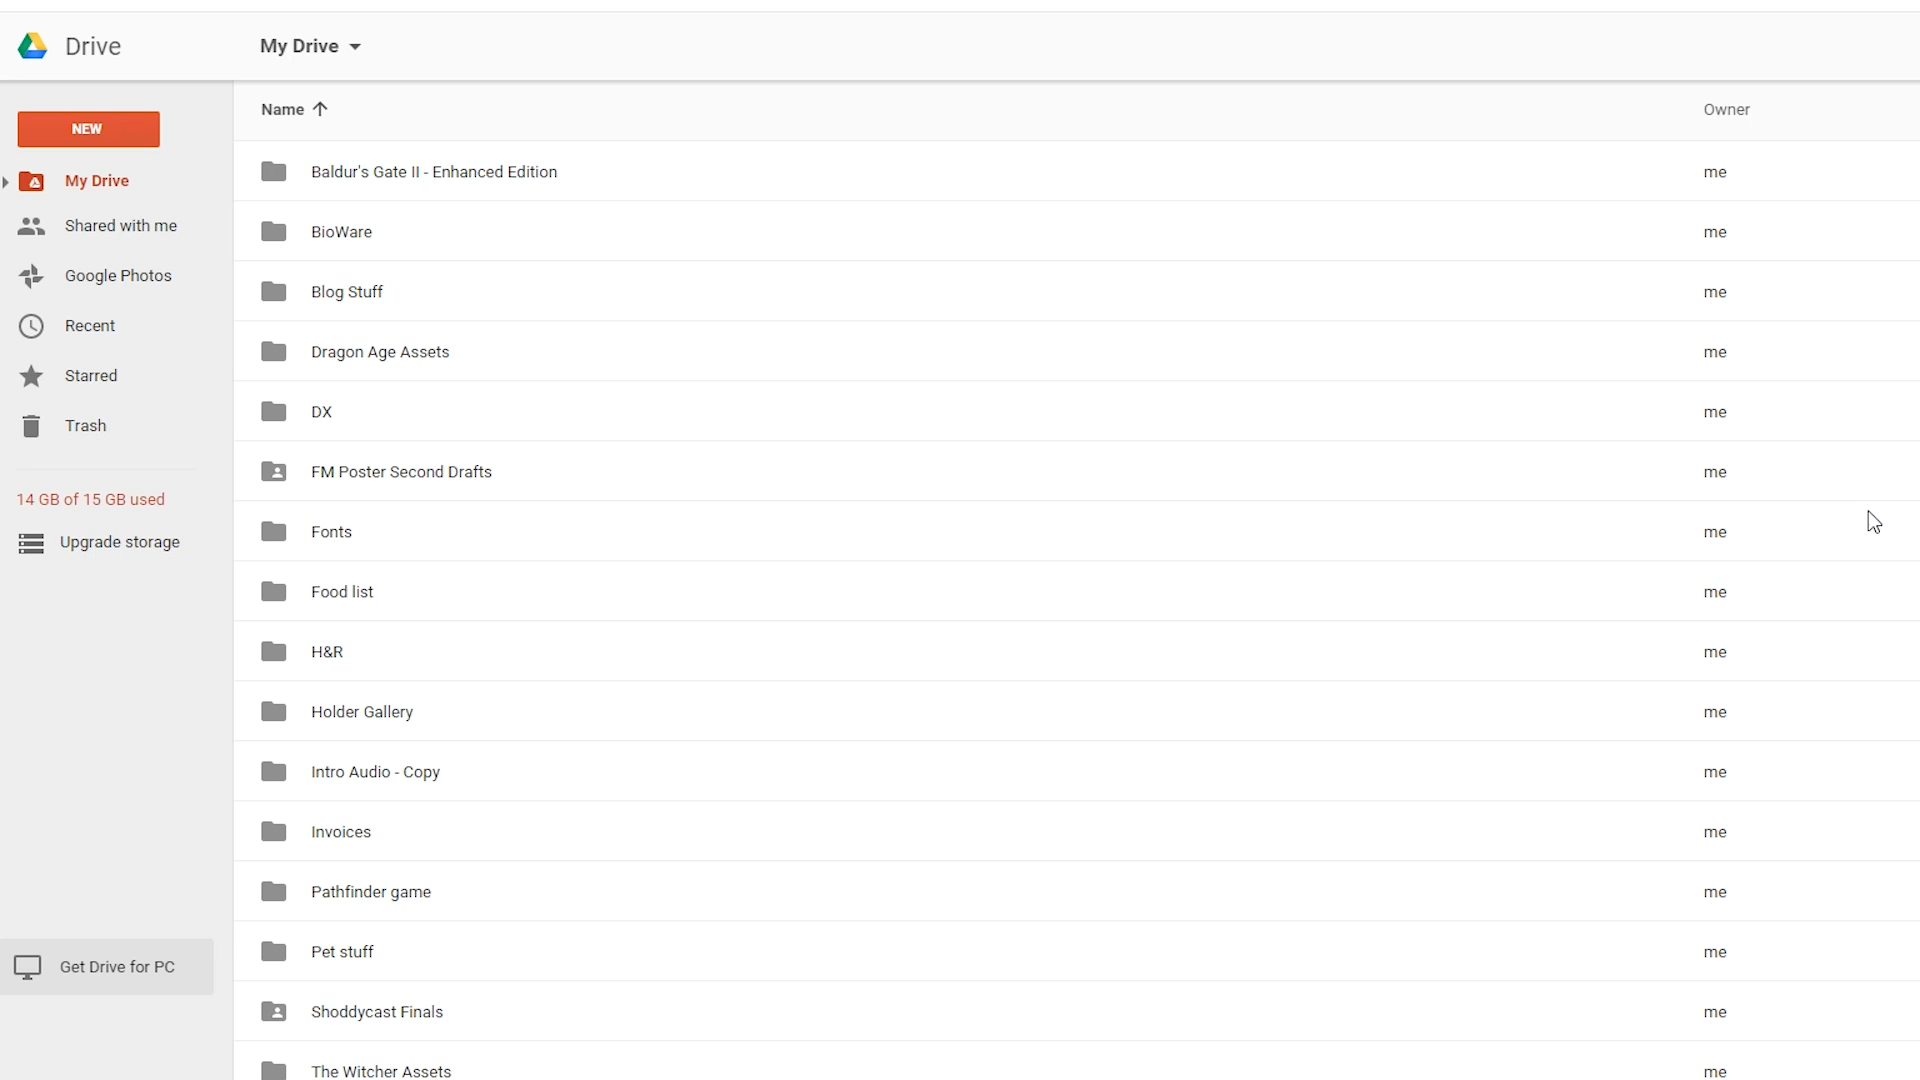 Drive
My Drive
NEW
My Drive
Shared with me
Google Photos
Recent
Starred
Trash
14 GB of 15 GB used
Upgrade storage
Get Drive for PC
Name Owner
Baldur's Gate II - Enhanced Edition me
BioWare me
Blog Stuff me
Dragon Age Assets me
DX me
FM Poster Second Drafts me
Fonts me
Food list me
H&R me
Holder Gallery me
Intro Audio - Copy me
Invoices me
Pathfinder game me
Pet stuff me
Shoddycast Finals me
The Witcher Assets me